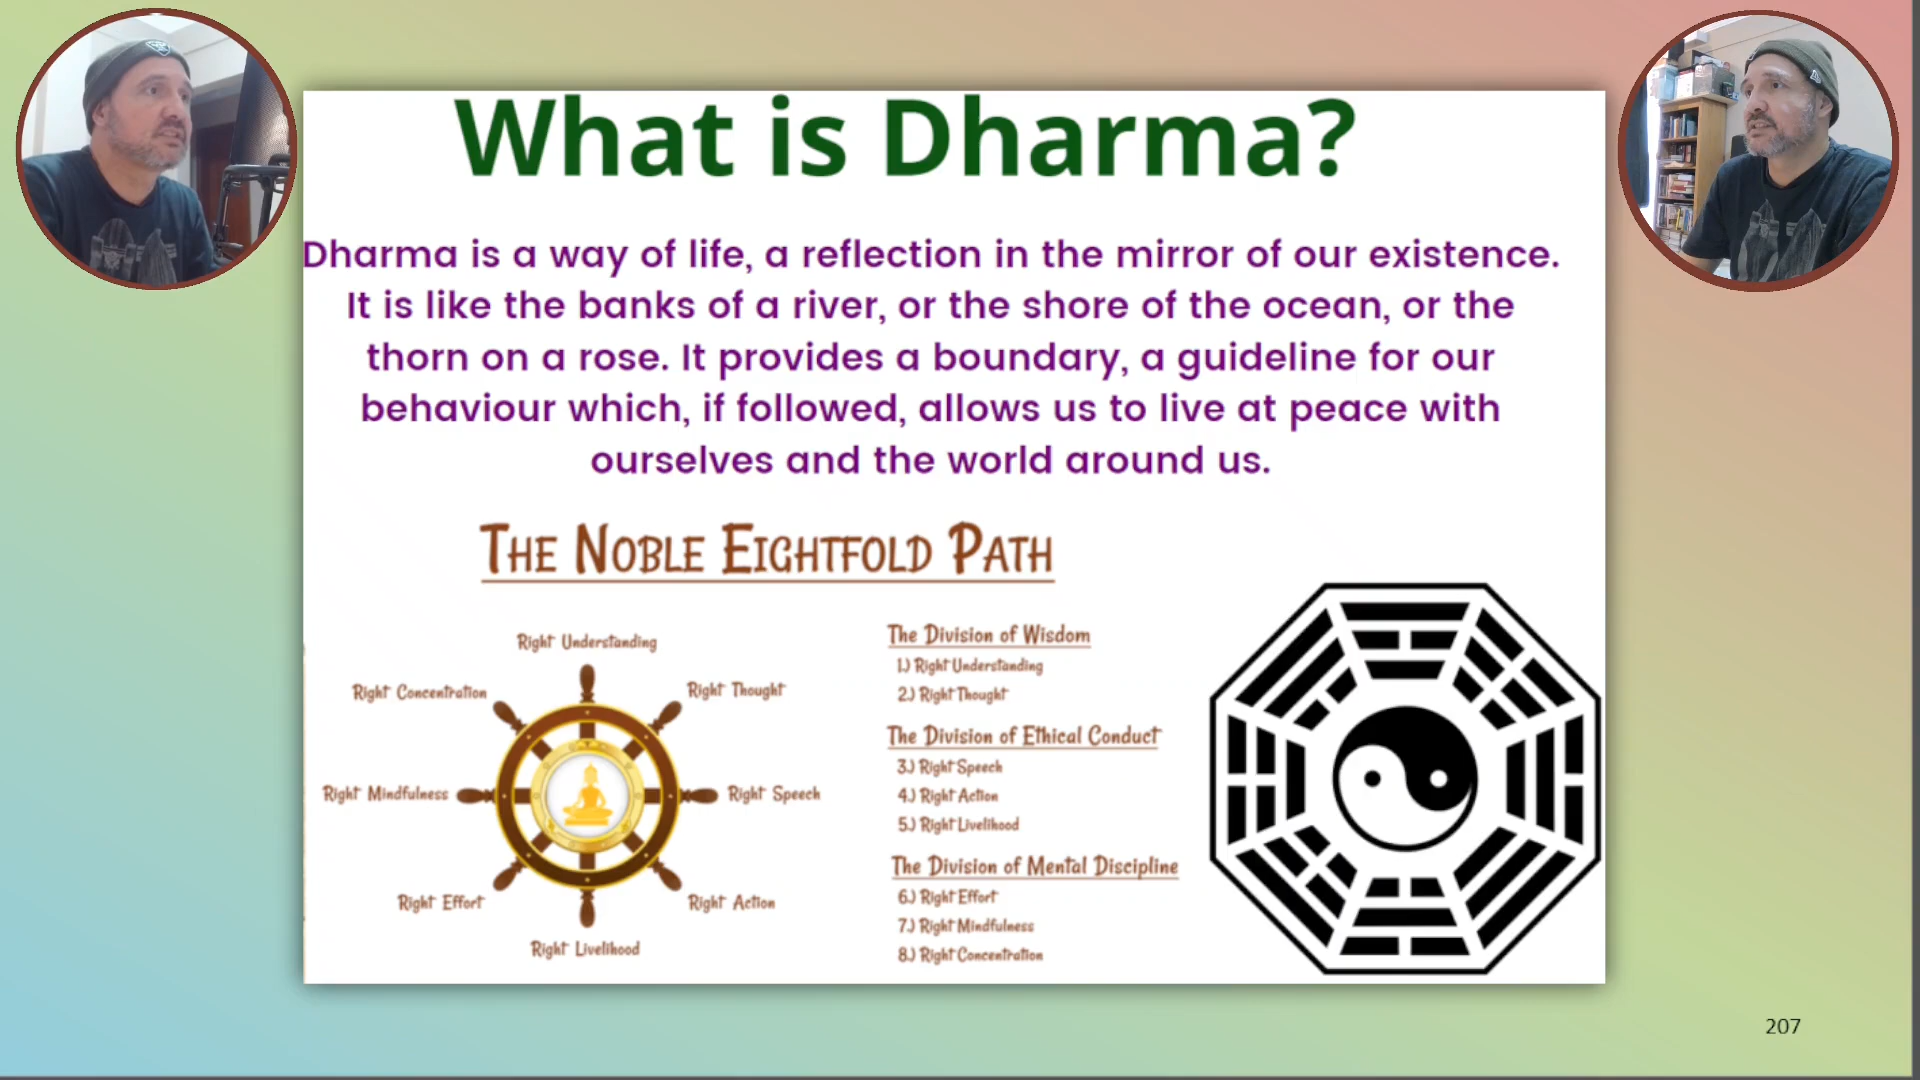 What is Dharma?
Dharma is a way of life, a reflection in the mirror of our existence.
It is like the banks of a river, or the shore of the ocean, or the
thorn on a rose. It provides a boundary, a guideline for our
behaviour which, if followed, allows us to live at peace with
ourselves and the world around us.
THE NOBLE EIGHTFOLD PATH
Right Understanding
Right Concentration
Right Thought
Right Mindfulness
Right Speech
Right Effort
Right Action
Right Livelihood
The Division of Wisdom
1.) Right Understanding
2.) Right Thought
The Division of Ethical Conduct
3.) Right Speech
4.) Right Action
5.) Right Livelihood
The Division of Mental Discipline
6.) Right Effort
7.) Right Mindfulness
8.) Right Concentration
207